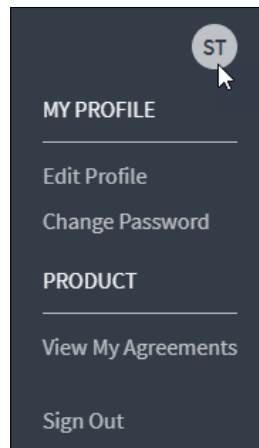 ST
MY PROFILE
Edit Profile
Change Password
PRODUCT
View My Agreements
Sign Out